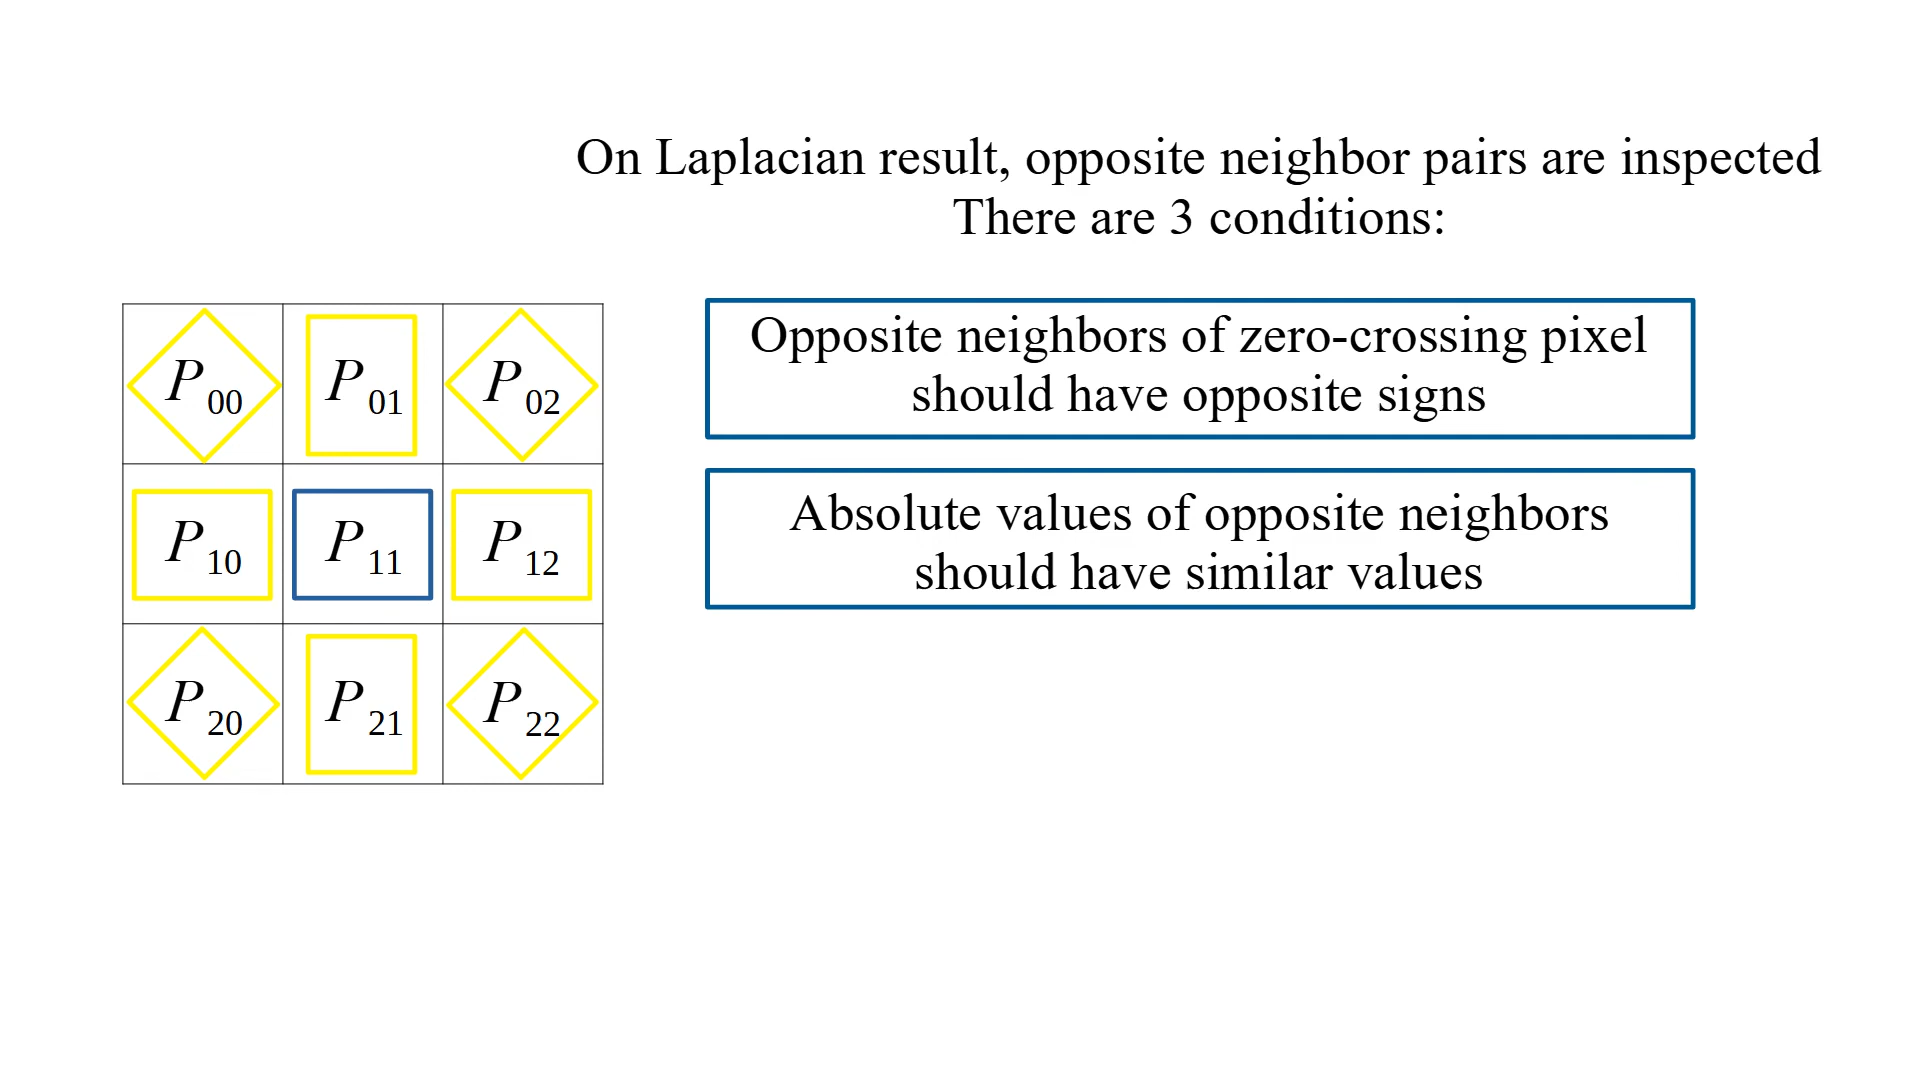 On Laplacian result, opposite neighbor pairs are inspected
There are 3 conditions:
P00 P01 P02
P10 P11 P12
P20 P21 P22
Opposite neighbors of zero-crossing pixel
should have opposite signs
Absolute values of opposite neighbors
should have similar values